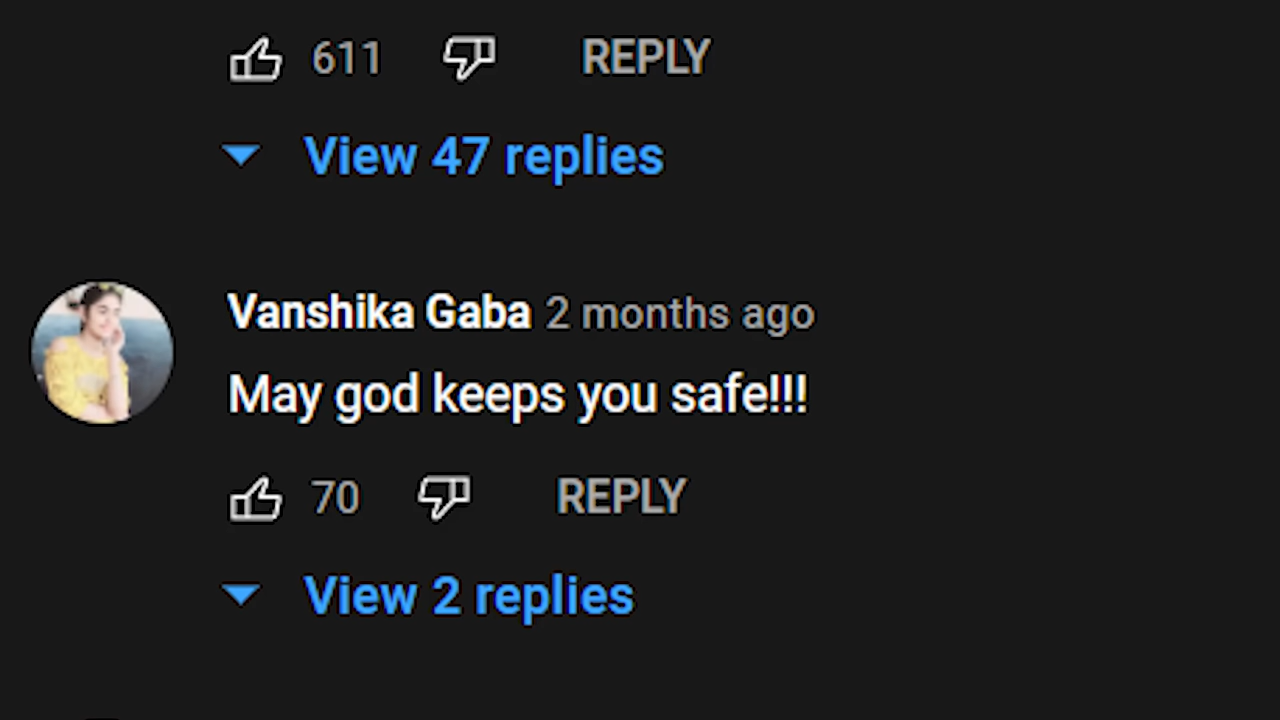 611 REPLY
View 47 replies
Vanshika Gaba 2 months ago
May god keeps you safe!!!
70 REPLY
View 2 replies